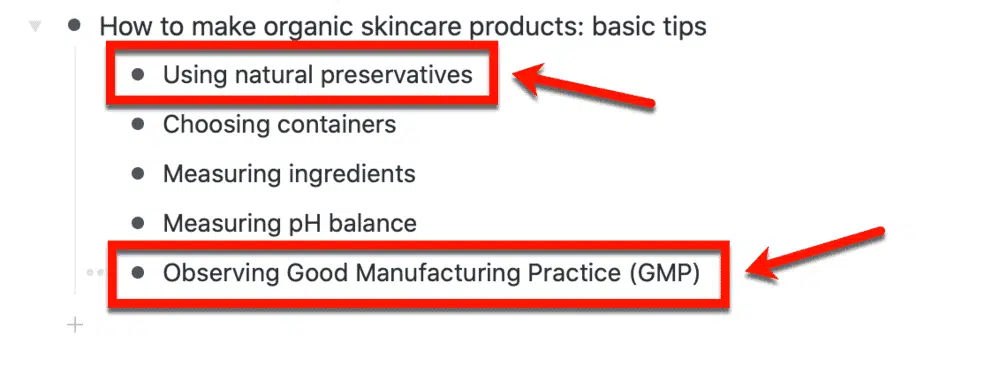 How to make organic skincare products: basic tips
Using natural preservatives
Choosing containers
Measuring ingredients
Measuring pH balance
Observing Good Manufacturing Practice (GMP)